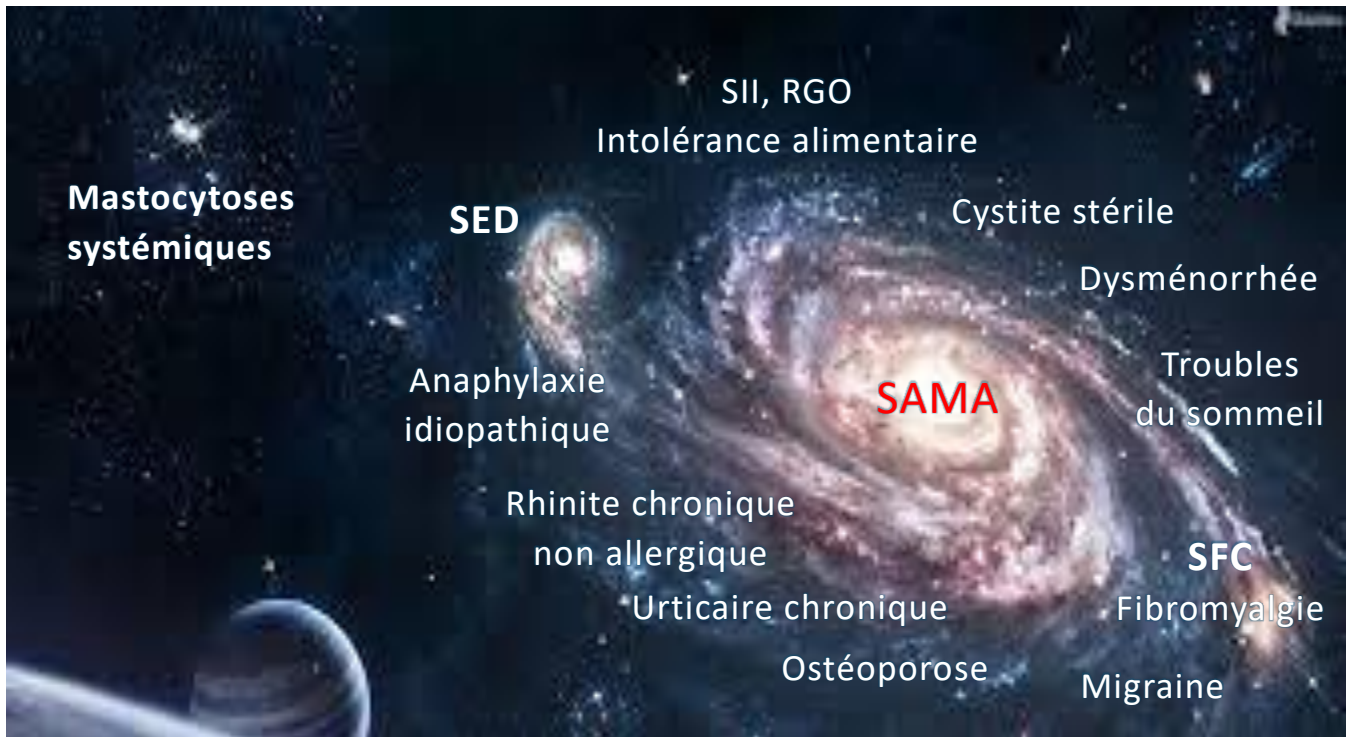 SII, RGO
Intolérance alimentaire
Mastocytoses
systémiques
SED
Cystite stérile
Dysménorrhée
Anaphylaxie
idiopathique
SAMA
Troubles
du sommeil
Rhinite chronique
non allergique
SFC
Fibromyalgie
Urticaire chronique
Ostéoporose
Migraine